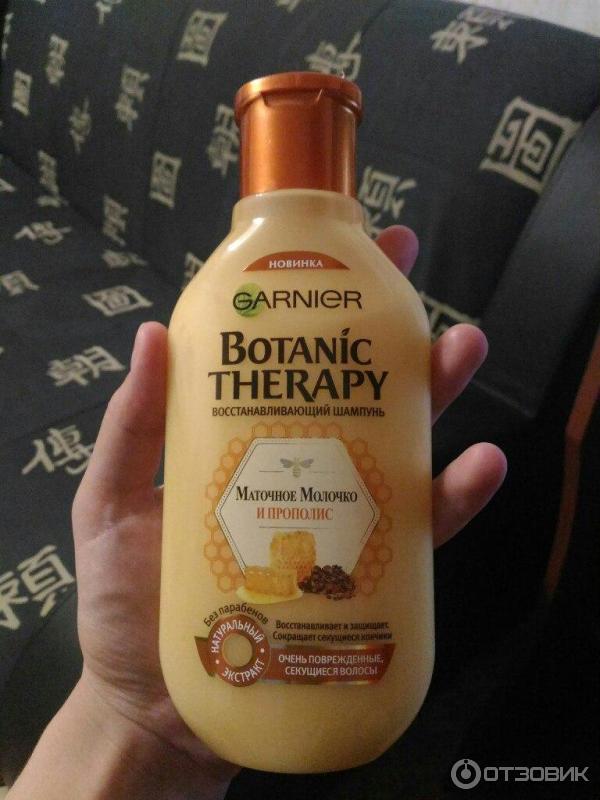 НОВИНКА
GARNIER
BOTANIC
THERAPY
ВОССТАНАВЛИВАЮЩИЙ ШАМПУНЬ
МАТОЧНОЕ МОЛОЧКО
И ПРОПОЛИС
Без парабенов
НАТУРАЛЬНЫЙ
ЭКСТРАКТ
Восстанавливает и защищает.
Сокращает секущиеся кончики
ОЧЕНЬ ПОВРЕЖДЕННЫЕ,
СЕКУЩИЕСЯ ВОЛОСЫ
ОТЗОВИК